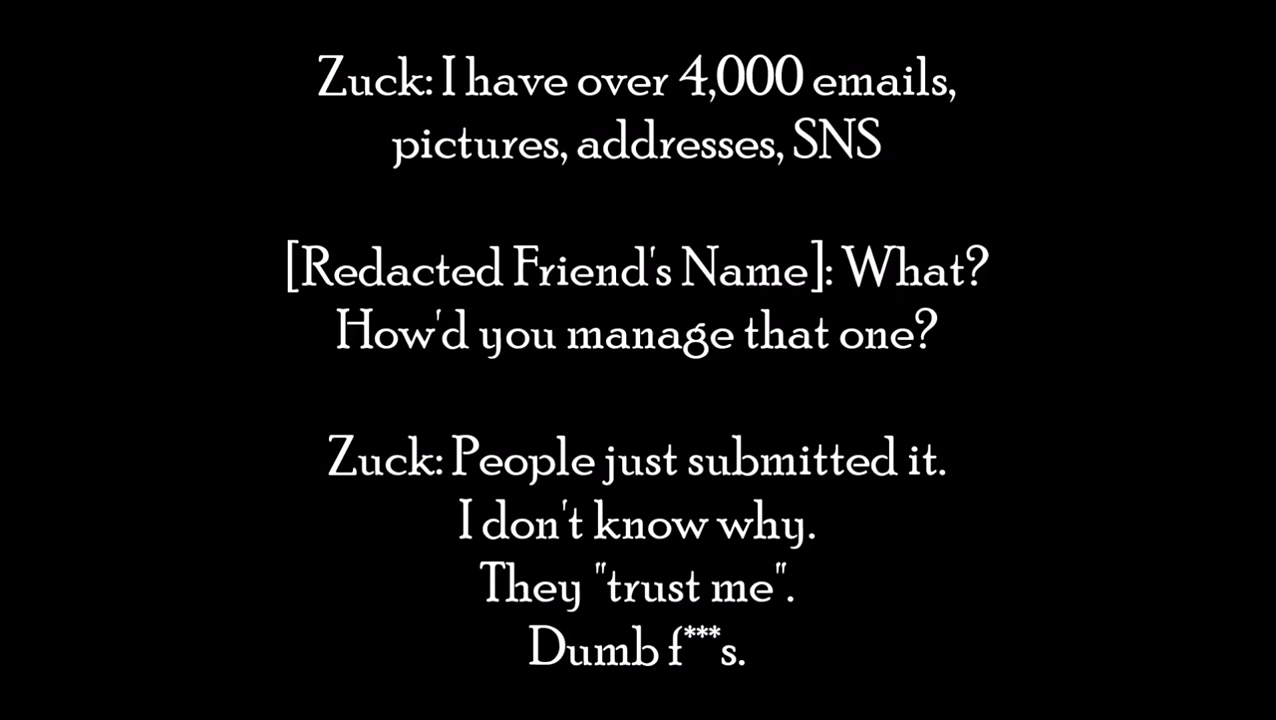 Zuck: I have over 4,000 emails,
pictures, addresses, SNS
[Redacted Friend's Name]: What?
How'd you manage that one?
Zuck: People just submitted it.
I don't know why.
They "trust me".
Dumb f***s.